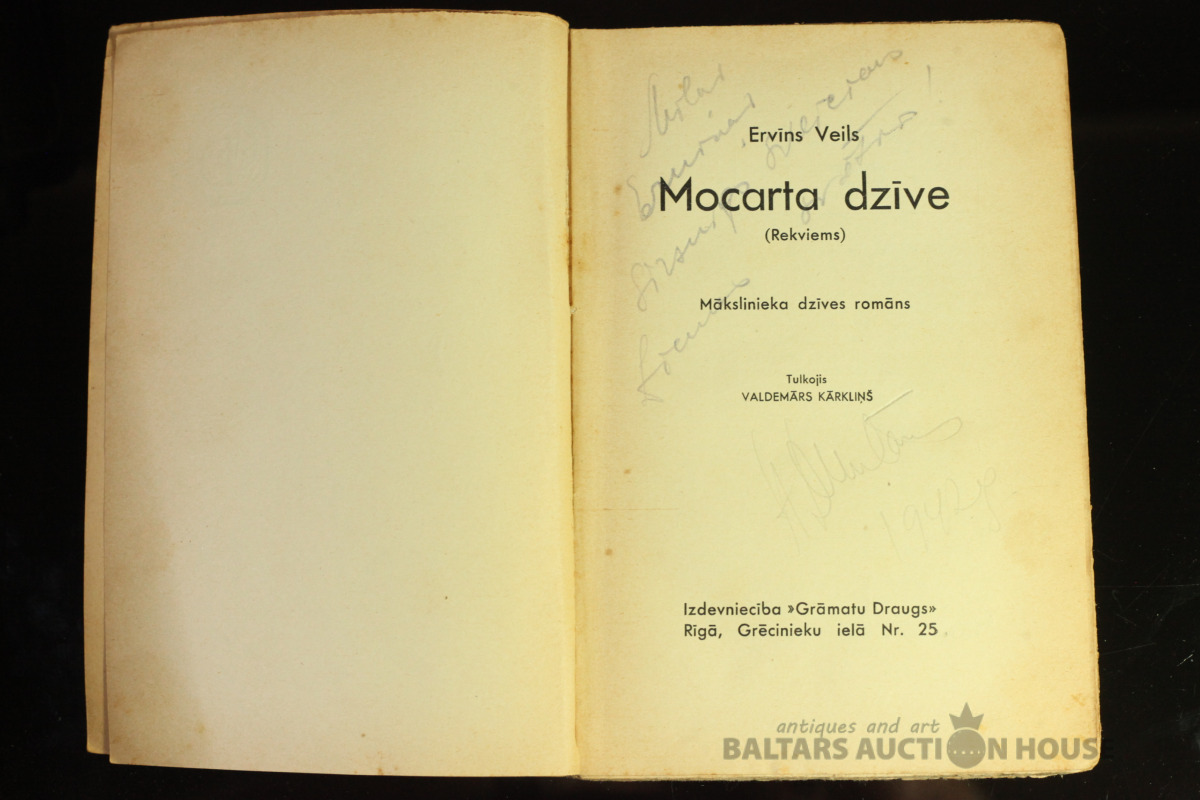 Ervīns Veils
Mocarta dzīve
(Rekviems)
Mākslinieka dzīves romāns
Tulkojis
VALDEMĀRS KĀRKLIŅŠ
1942g
Izdevniecība »Grāmatu Draugs»
Rīgā, Grēcinieku ielā Nr. 25
antiques and art
BALTARS AUCTION HOUSE